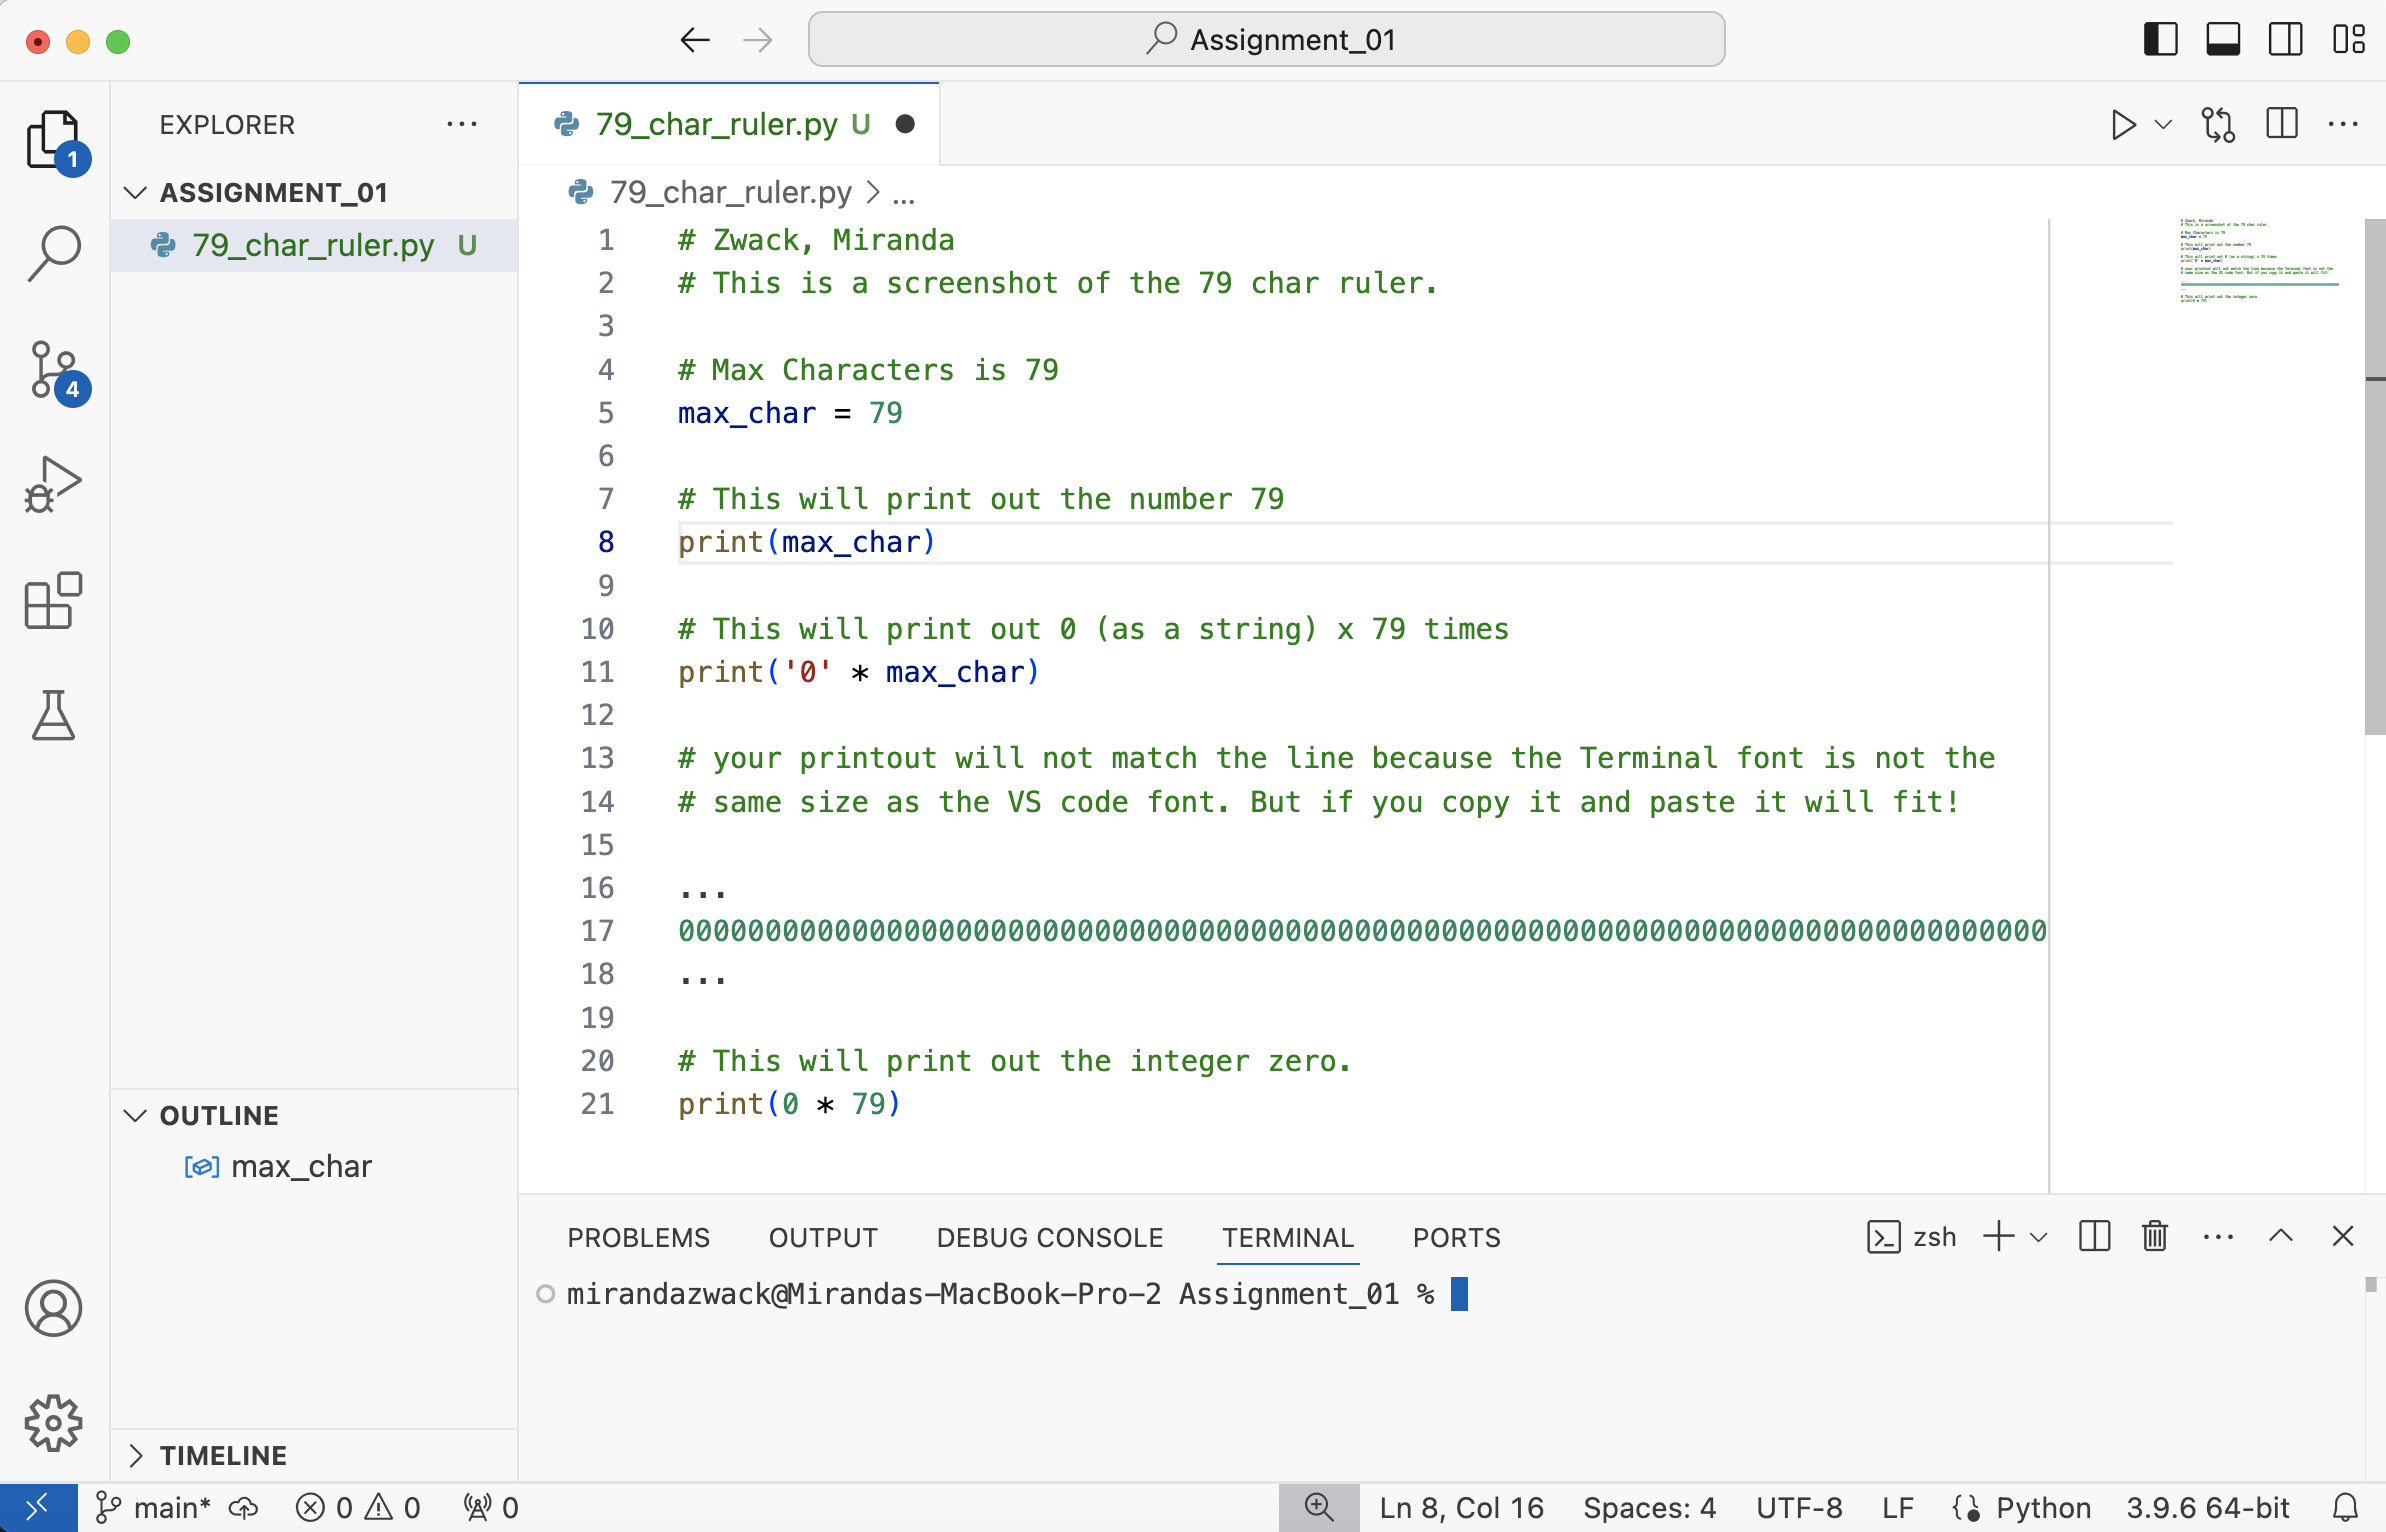 Assignment_01
EXPLORER
1
ASSIGNMENT_01
79_char_ruler.py U
4
OUTLINE
max_char
TIMELINE
79_char_ruler.py U
79_char_ruler.py > ...
1 # Zwack, Miranda
2 # This is a screenshot of the 79 char ruler.
3
4 # Max Characters is 79
5 max_char = 79
6
7 # This will print out the number 79
8 print(max_char)
9
10 # This will print out 0 (as a string) x 79 times
11 print('0' * max_char)
12
13 # your printout will not match the line because the Terminal font is not the
14 # same size as the VS code font. But if you copy it and paste it will fit!
15
16 ...
17 0000000000000000000000000000000000000000000000000000000000000000000000000000000
18 ...
19
20 # This will print out the integer zero.
21 print(0 * 79)
PROBLEMS OUTPUT DEBUG CONSOLE TERMINAL PORTS zsh
mirandazwack@Mirandas-MacBook-Pro-2 Assignment_01 %
main* 0 0 0 Ln 8, Col 16 Spaces: 4 UTF-8 LF Python 3.9.6 64-bit